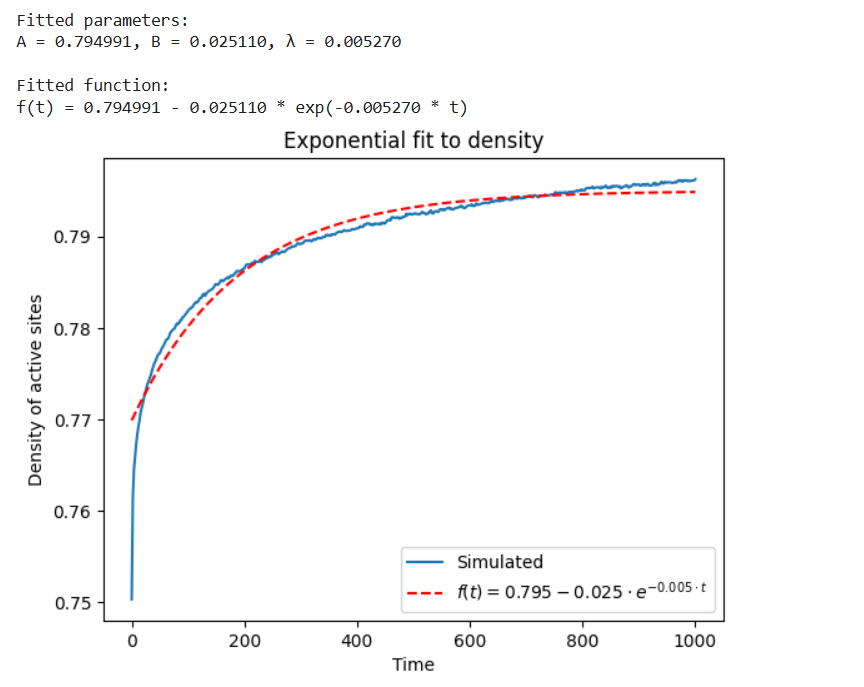 Fitted parameters:
A = 0.794991, B = 0.025110, λ = 0.005270
Fitted function:
f(t) = 0.794991 - 0.025110 * exp(-0.005270 * t)
Exponential fit to density
Density of active sites
0.79
0.78
0.77
0.76
0.75
Simulated
f(t) = 0.795 − 0.025 · e^{−0.005·t}
0 200 400 600 800 1000
Time